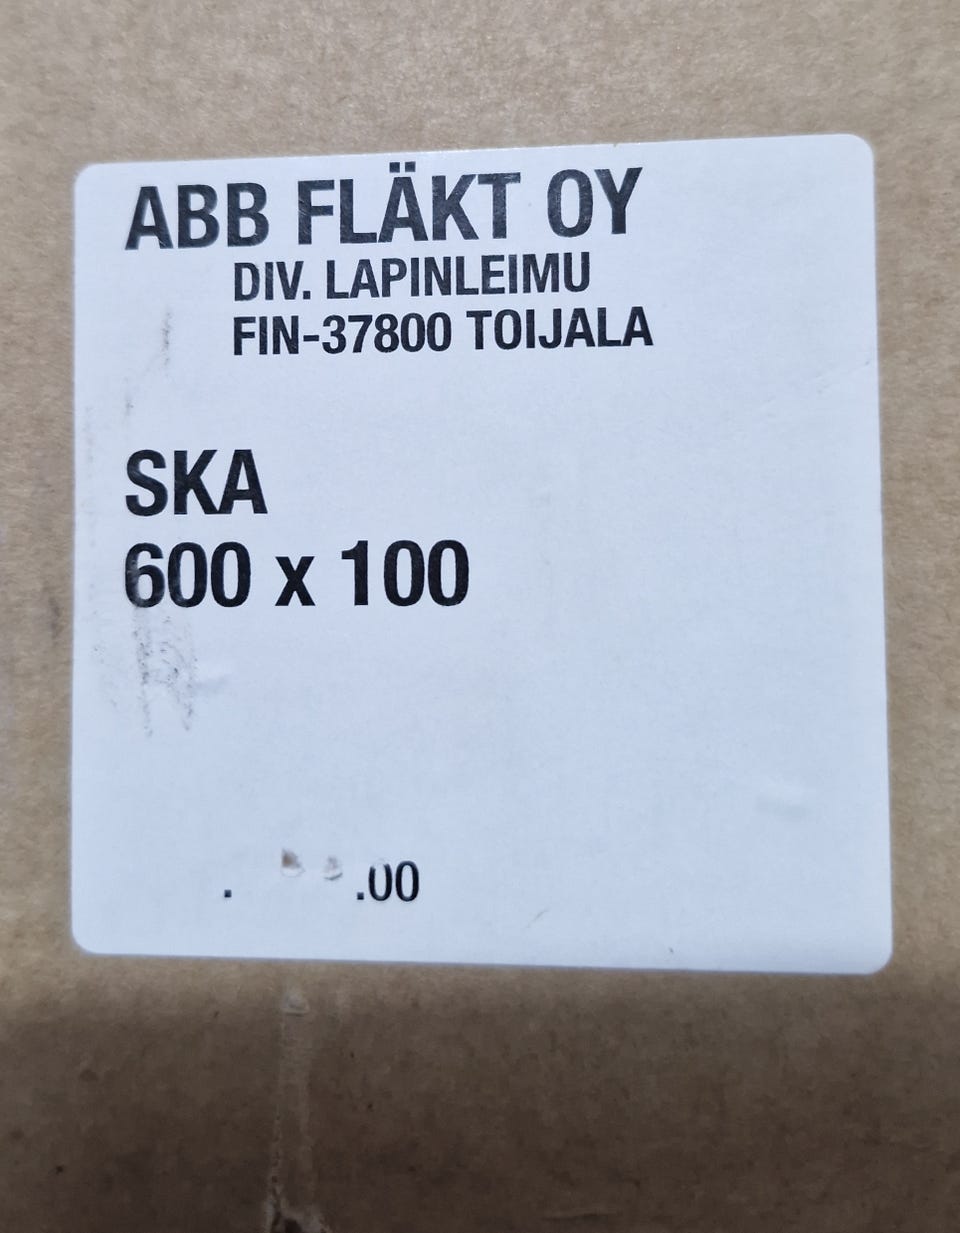 ABB FLÄKT OY
DIV. LAPINLEIMU
FIN-37800 TOIJALA
SKA
600 x 100
. .00